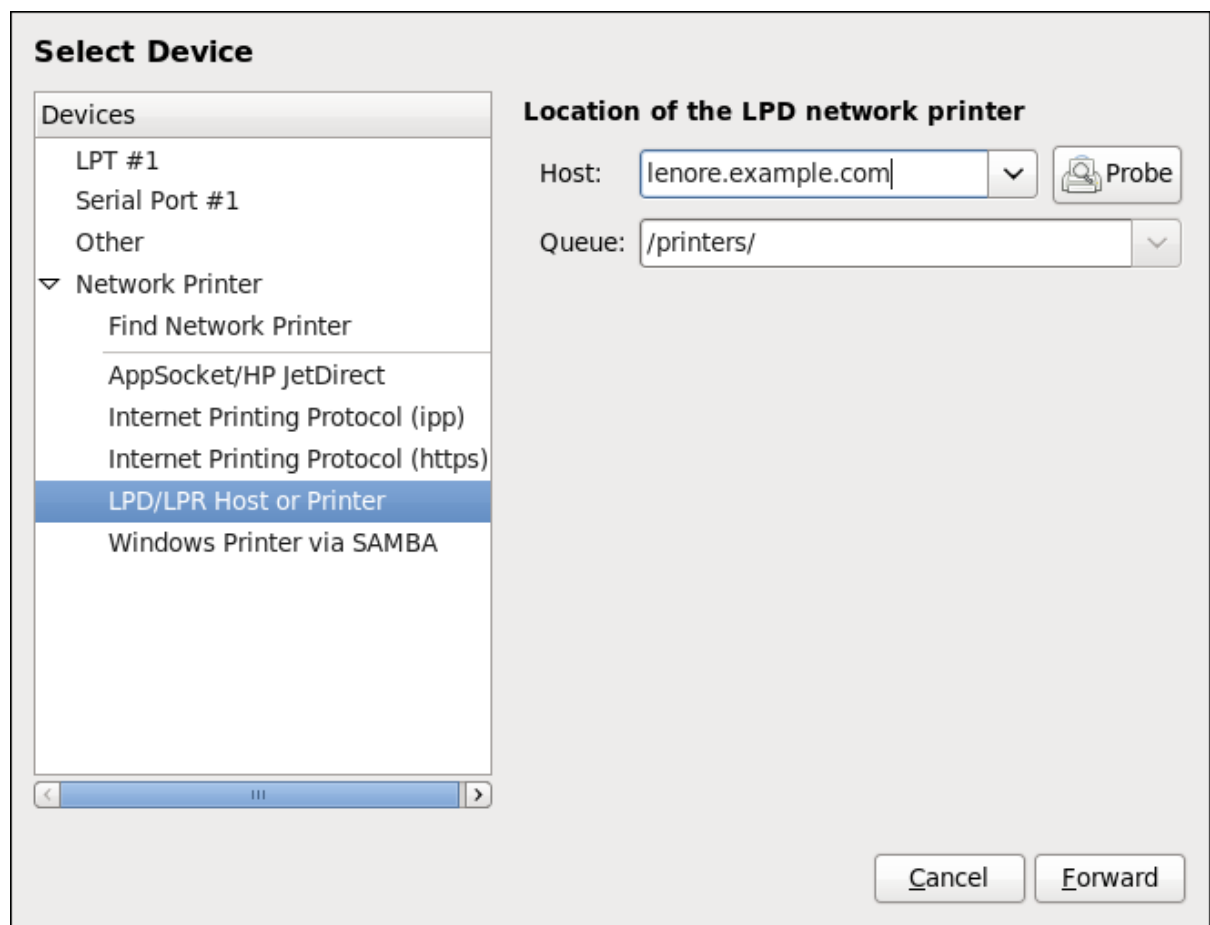 Select Device
Devices
LPT #1
Serial Port #1
Other
Network Printer
Find Network Printer
AppSocket/HP JetDirect
Internet Printing Protocol (ipp)
Internet Printing Protocol (https)
LPD/LPR Host or Printer
Windows Printer via SAMBA
Location of the LPD network printer
Host: lenore.example.com Probe
Queue: /printers/
Cancel Forward